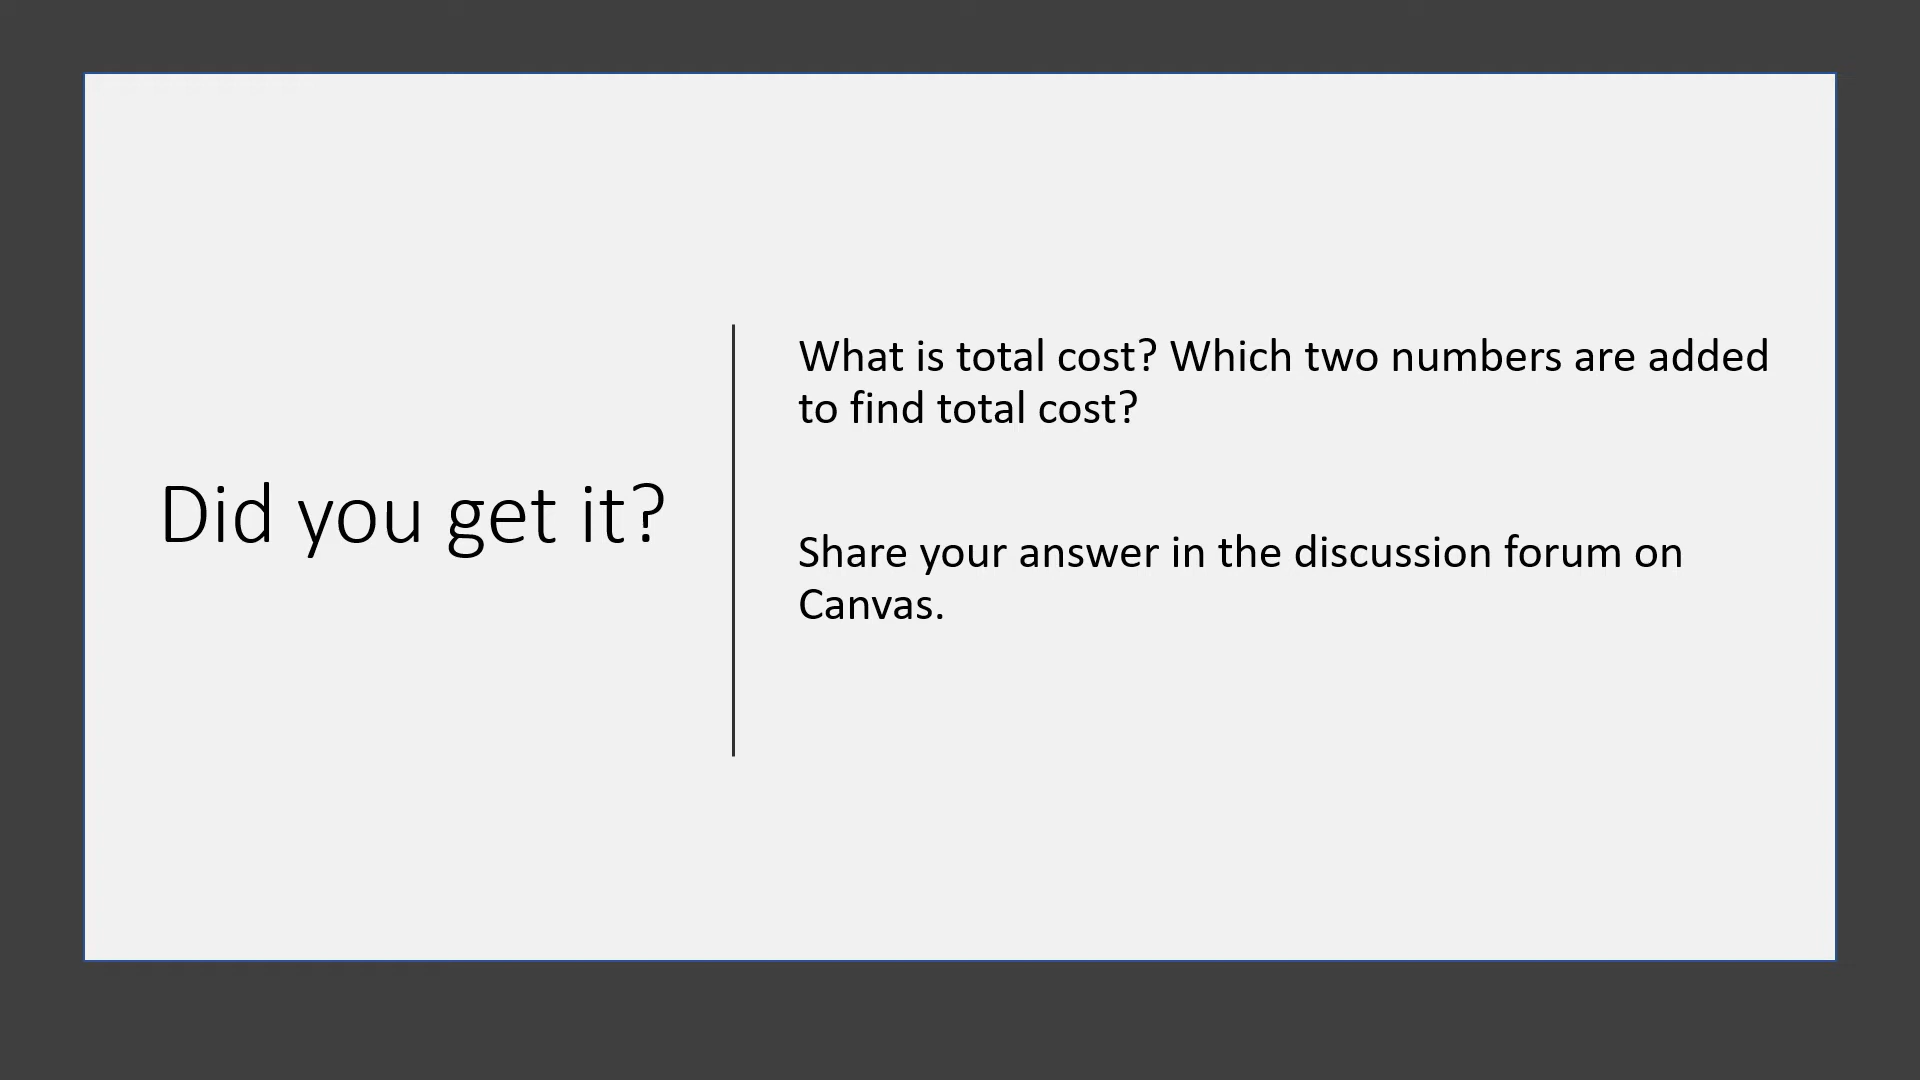 Did you get it?
What is total cost? Which two numbers are added
to find total cost?
Share your answer in the discussion forum on
Canvas.